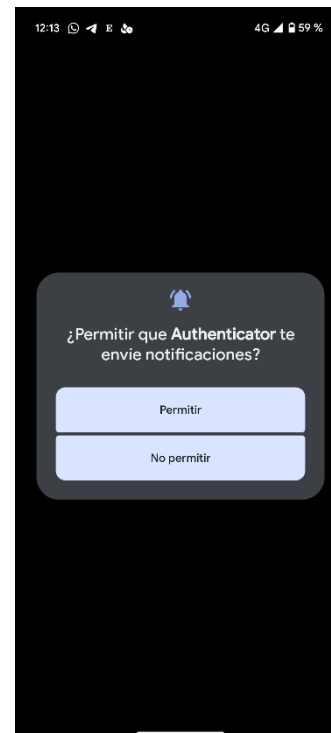 12:13 E 4G 59 %
¿Permitir que Authenticator te
envíe notificaciones?
Permitir
No permitir